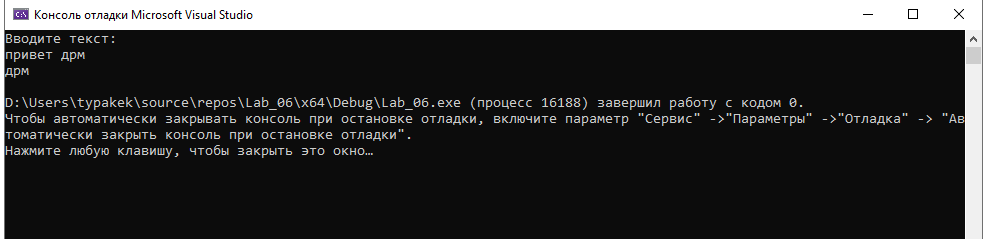 Консоль отладки Microsoft Visual Studio
Вводите текст:
привет дрм
дрм
D:\Users\typakek\source\repos\Lab_06\x64\Debug\Lab_06.exe (процесс 16188) завершил работу с кодом 0.
Чтобы автоматически закрывать консоль при остановке отладки, включите параметр "Сервис" ->"Параметры" ->"Отладка" -> "Ав
томатически закрыть консоль при остановке отладки".
Нажмите любую клавишу, чтобы закрыть это окно…